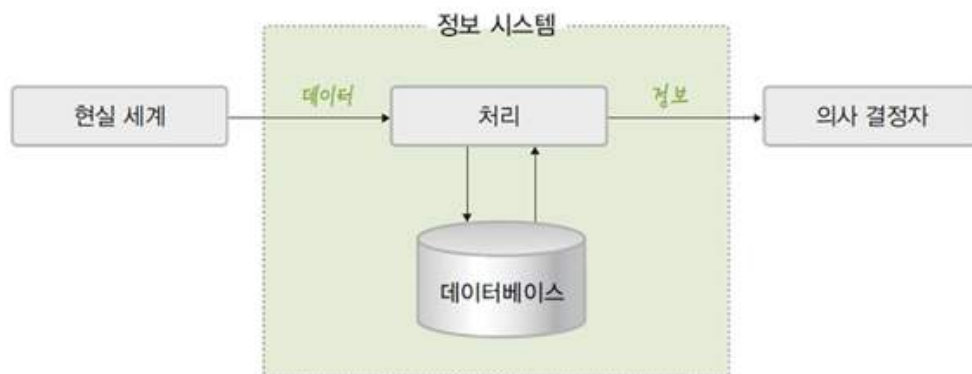 정보 시스템
현실 세계
데이터
처리
정보
의사 결정자
데이터베이스